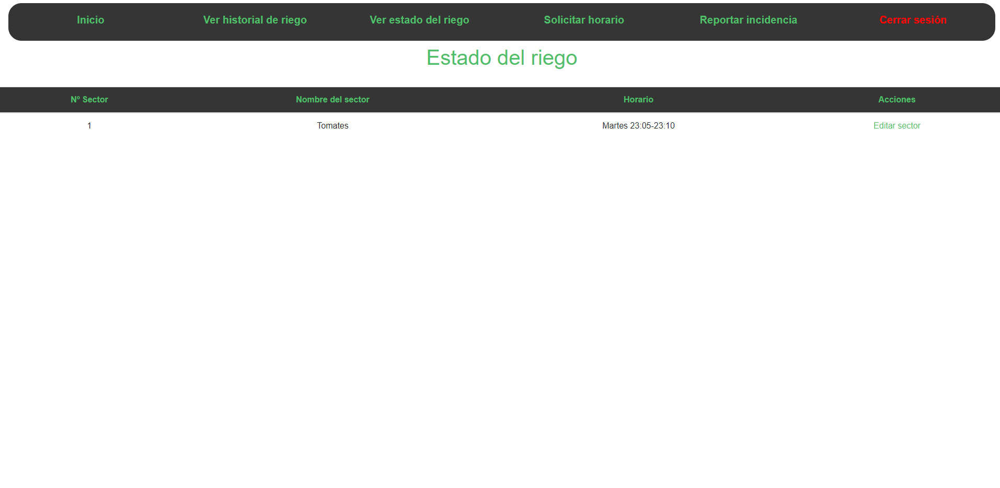 Inicio Ver historial de riego Ver estado del riego Solicitar horario Reportar incidencia Cerrar sesión
Estado del riego
Nº Sector Nombre del sector Horario Acciones
1 Tomates Martes 23:05-23:10 Editar sector